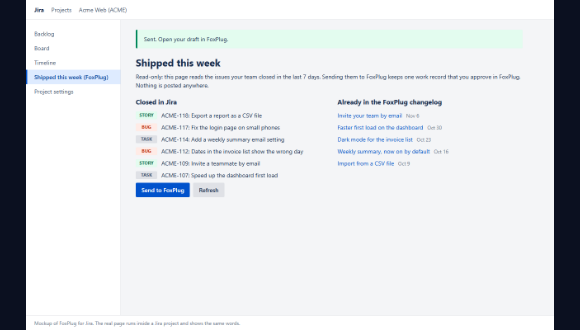 Jira Projects Acme Web (ACME)
Backlog
Board
Timeline
Shipped this week (FoxPlug)
Project settings
Sent. Open your draft in FoxPlug.
Shipped this week
Read-only: this page reads the issues your team closed in the last 7 days. Sending them to FoxPlug keeps one work record that you approve in FoxPlug.
Nothing is posted anywhere.
Closed in Jira
STORY ACME-118: Export a report as a CSV file
BUG ACME-117: Fix the login page on small phones
TASK ACME-114: Add a weekly summary email setting
BUG ACME-112: Dates in the invoice list show the wrong day
STORY ACME-109: Invite a teammate by email
TASK ACME-107: Speed up the dashboard first load
Send to FoxPlug Refresh
Already in the FoxPlug changelog
Invite your team by email Nov 6
Faster first load on the dashboard Oct 30
Dark mode for the invoice list Oct 23
Weekly summary, now on by default Oct 16
Import from a CSV file Oct 9
Mockup of FoxPlug for Jira. The real page runs inside a Jira project and shows the same words.